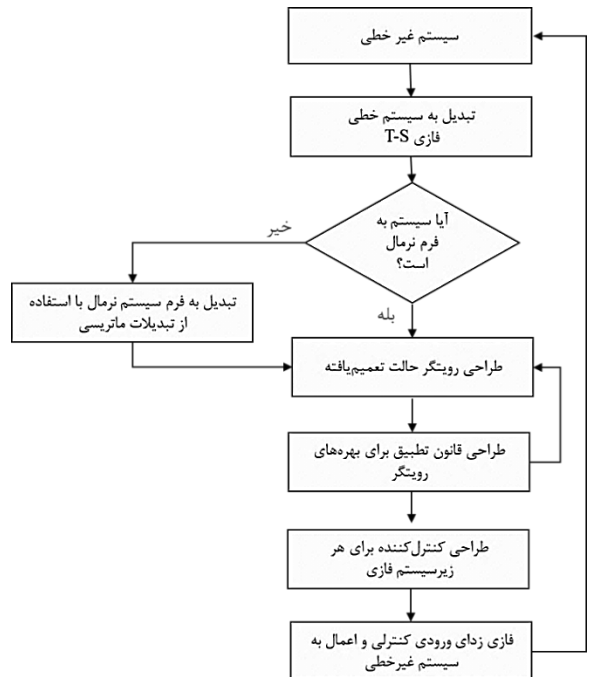 سیستم غیر خطی
تبدیل به سیستم خطی
فازی T-S
آیا سیستم به
فرم نرمال
است؟
خیر
بله
تبدیل به فرم سیستم نرمال با استفاده
از تبدیلات ماتریسی
طراحی رویتگر حالت تعمیم‌یافته
طراحی قانون تطبیق برای بهره‌های
رویتگر
طراحی کنترل‌کننده برای هر
زیرسیستم فازی
فازی زدای ورودی کنترلی و اعمال به
سیستم غیرخطی